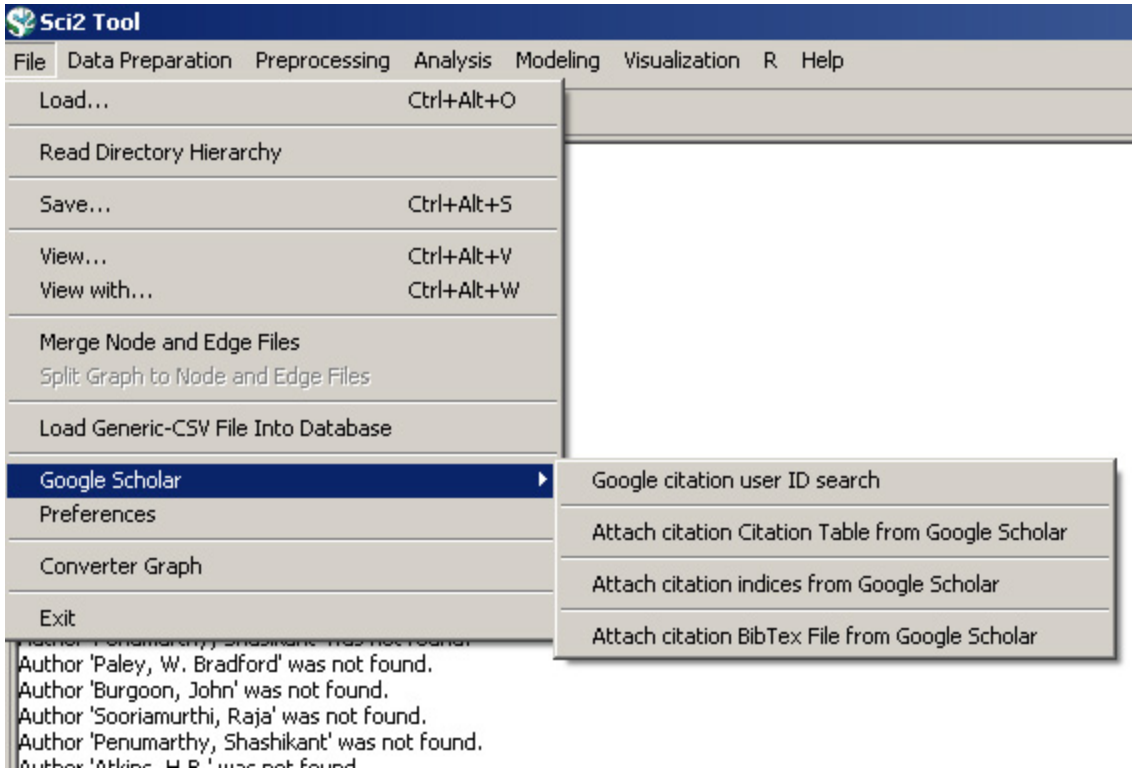 Sci2 Tool
File Data Preparation Preprocessing Analysis Modeling Visualization R Help
Load... Ctrl+Alt+O
Read Directory Hierarchy
Save... Ctrl+Alt+S
View... Ctrl+Alt+V
View with... Ctrl+Alt+W
Merge Node and Edge Files
Split Graph to Node and Edge Files
Load Generic-CSV File Into Database
Google Scholar
Preferences
Converter Graph
Exit
Google citation user ID search
Attach citation Citation Table from Google Scholar
Attach citation indices from Google Scholar
Attach citation BibTex File from Google Scholar
Author 'Paley, W. Bradford' was not found.
Author 'Burgoon, John' was not found.
Author 'Sooriamurthi, Raja' was not found.
Author 'Penumarthy, Shashikant' was not found.
Author 'Atkins, H.B.' was not found.